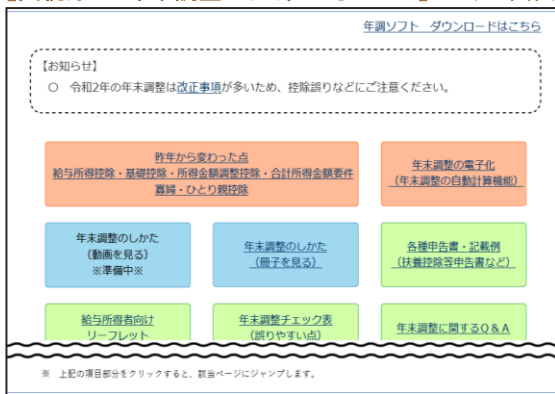 年調ソフト ダウンロードはこちら
【お知らせ】
○ 令和2年の年末調整は改正事項が多いため、控除誤りなどにご注意ください。
昨年から変わった点
給与所得控除・基礎控除・所得金額調整控除・合計所得金額要件
寡婦・ひとり親控除
年末調整の電子化
（年末調整の自動計算機能）
年末調整のしかた
（動画を見る）
※準備中※
年末調整のしかた
（冊子を見る）
各種申告書・記載例
（扶養控除等申告書など）
給与所得者向け
リーフレット
年末調整チェック表
（誤りやすい点）
年末調整に関するQ＆A
※ 上記の項目部分をクリックすると、該当ページにジャンプします。